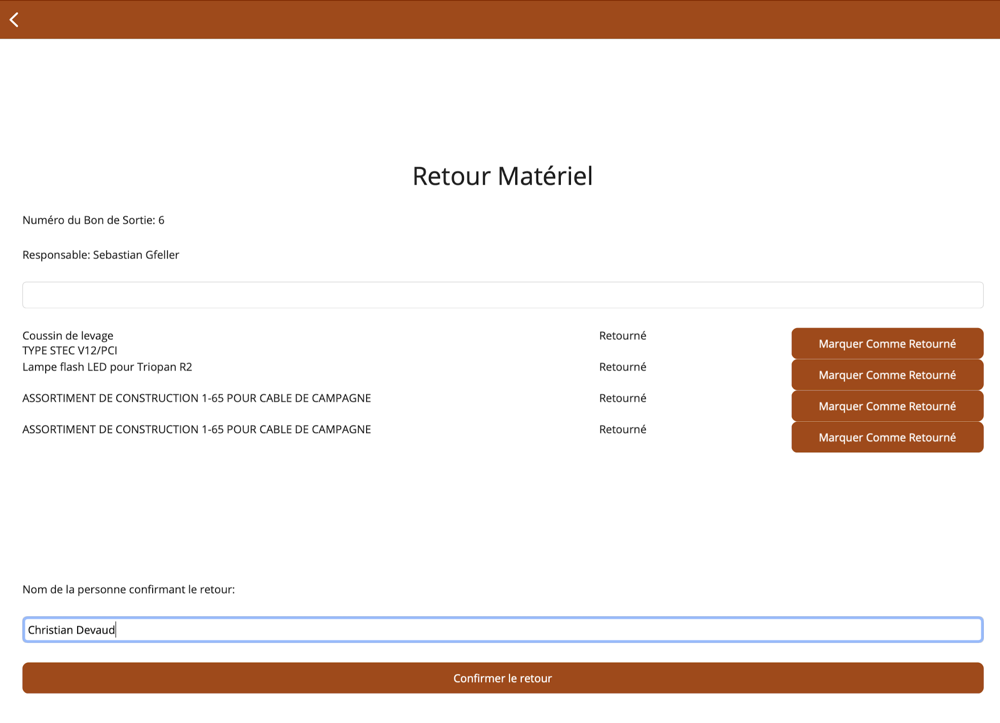 Retour Matériel
Numéro du Bon de Sortie: 6
Responsable: Sebastian Gfeller
Coussin de levage
TYPE STEC V12/PCI
Retourné
Marquer Comme Retourné
Lampe flash LED pour Triopan R2
Retourné
Marquer Comme Retourné
ASSORTIMENT DE CONSTRUCTION 1-65 POUR CABLE DE CAMPAGNE
Retourné
Marquer Comme Retourné
ASSORTIMENT DE CONSTRUCTION 1-65 POUR CABLE DE CAMPAGNE
Retourné
Marquer Comme Retourné
Nom de la personne confirmant le retour:
Christian Devaud
Confirmer le retour